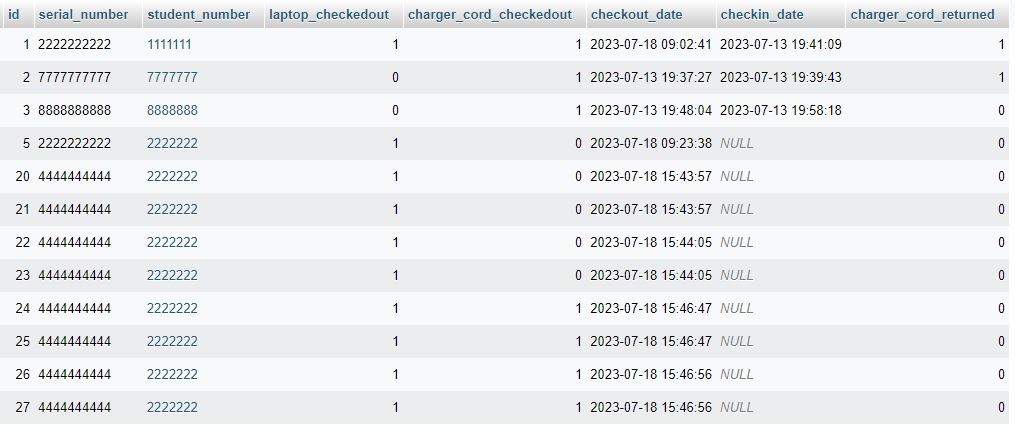 id serial_number student_number laptop_checkedout charger_cord_checkedout checkout_date checkin_date charger_cord_returned
1 2222222222 1111111 1 1 2023-07-18 09:02:41 2023-07-13 19:41:09 1
2 7777777777 7777777 0 1 2023-07-13 19:37:27 2023-07-13 19:39:43 1
3 8888888888 8888888 0 1 2023-07-13 19:48:04 2023-07-13 19:58:18 0
5 2222222222 2222222 1 0 2023-07-18 09:23:38 NULL 0
20 4444444444 2222222 1 0 2023-07-18 15:43:57 NULL 0
21 4444444444 2222222 1 0 2023-07-18 15:43:57 NULL 0
22 4444444444 2222222 1 0 2023-07-18 15:44:05 NULL 0
23 4444444444 2222222 1 0 2023-07-18 15:44:05 NULL 0
24 4444444444 2222222 1 1 2023-07-18 15:46:47 NULL 0
25 4444444444 2222222 1 1 2023-07-18 15:46:47 NULL 0
26 4444444444 2222222 1 1 2023-07-18 15:46:56 NULL 0
27 4444444444 2222222 1 1 2023-07-18 15:46:56 NULL 0